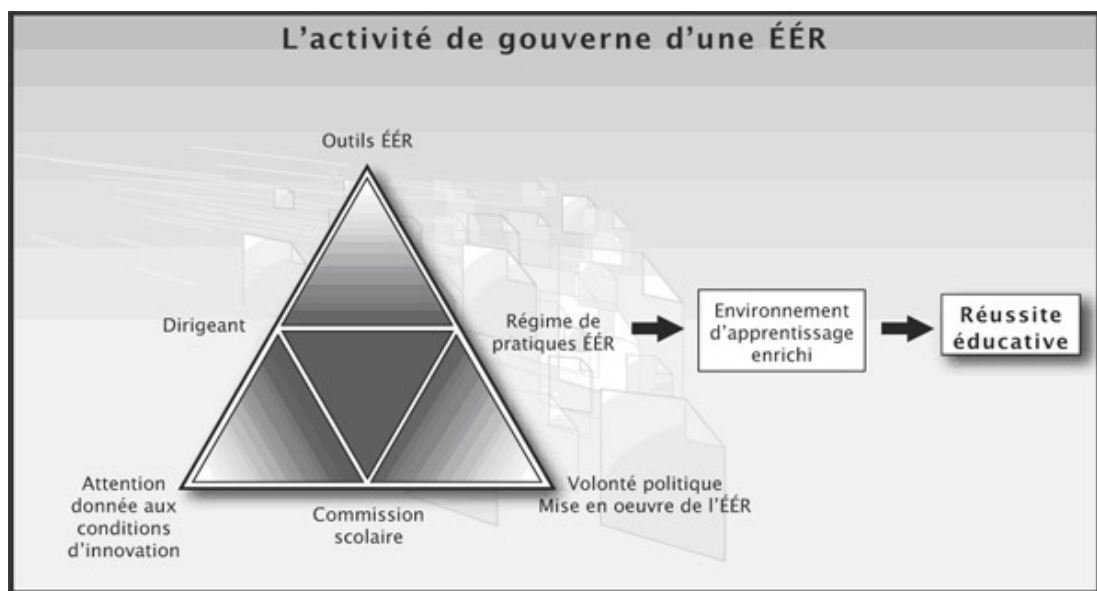 L'activité de gouverne d'une ÉÉR
Outils ÉÉR
Dirigeant
Régime de
pratiques ÉÉR
Environnement
d'apprentissage
enrichi
Réussite
éducative
Attention
donnée aux
conditions
d'innovation
Commission
scolaire
Volonté politique
Mise en oeuvre de l'ÉÉR